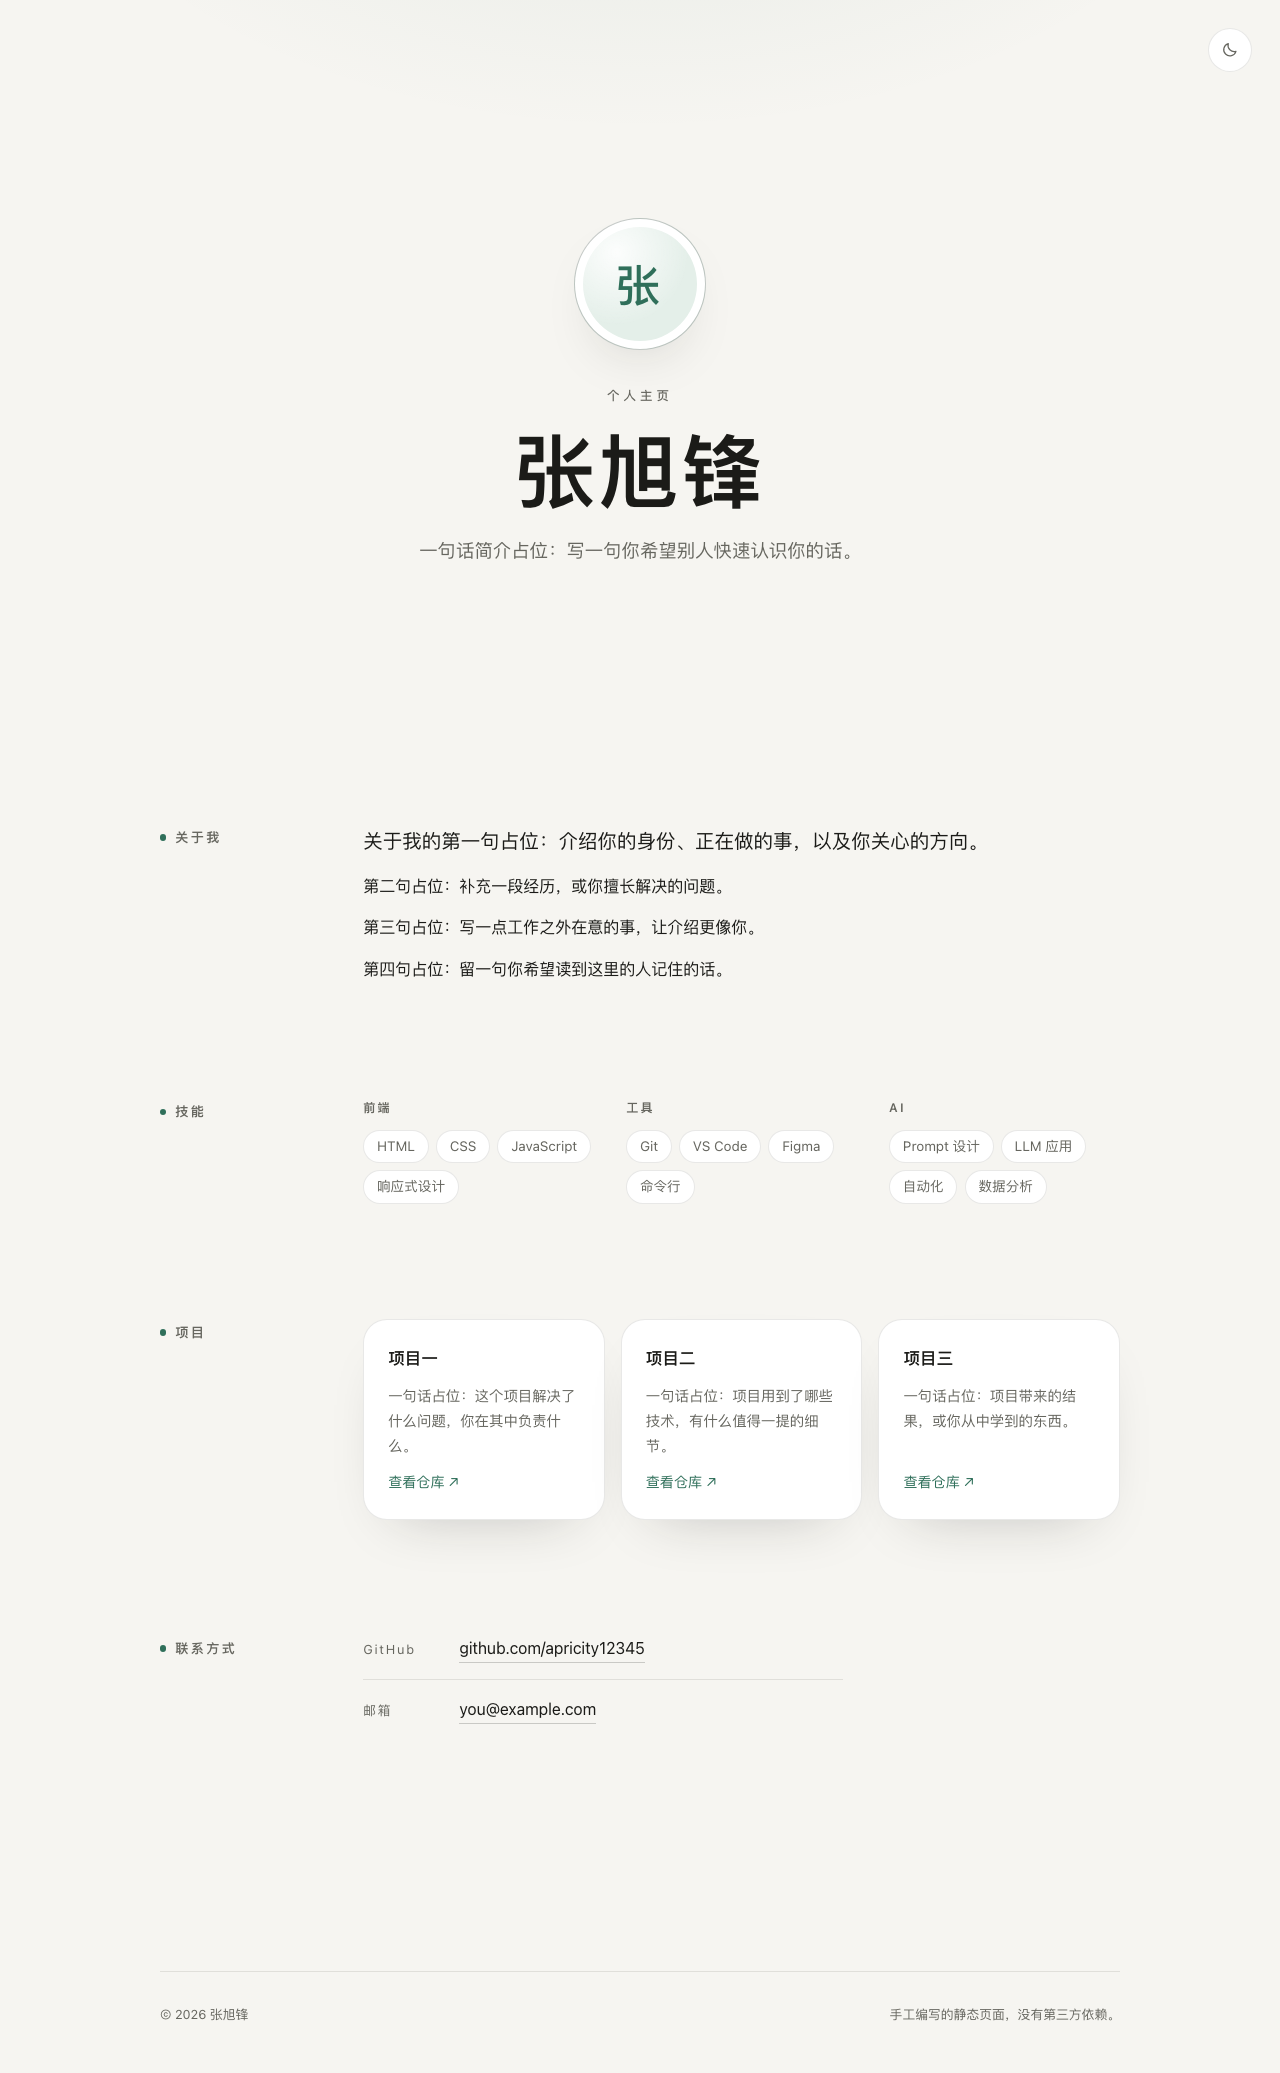 张
个人主页
张旭锋
一句话简介占位：写一句你希望别人快速认识你的话。
关于我
关于我的第一句占位：介绍你的身份、正在做的事，以及你关心的方向。
第二句占位：补充一段经历，或你擅长解决的问题。
第三句占位：写一点工作之外在意的事，让介绍更像你。
第四句占位：留一句你希望读到这里的人记住的话。
技能
前端
HTML CSS JavaScript
响应式设计
工具
Git VS Code Figma
命令行
AI
Prompt 设计 LLM 应用
自动化 数据分析
项目
项目一
一句话占位：这个项目解决了
什么问题，你在其中负责什
么。
查看仓库 ↗
项目二
一句话占位：项目用到了哪些
技术，有什么值得一提的细
节。
查看仓库 ↗
项目三
一句话占位：项目带来的结
果，或你从中学到的东西。
查看仓库 ↗
联系方式
GitHub github.com/apricity12345
邮箱 you@example.com
© 2026 张旭锋
手工编写的静态页面，没有第三方依赖。